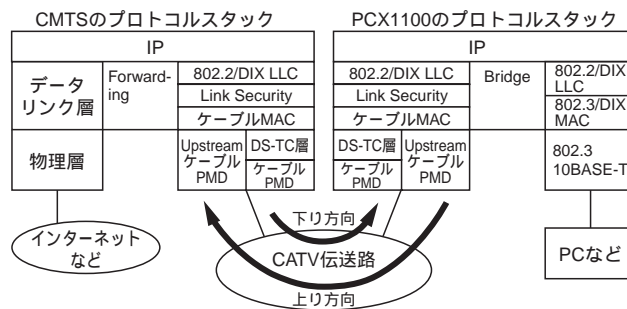 CMTSのプロトコルスタック
IP
データ
リンク層
Forward-
ing
802.2/DIX LLC
Link Security
ケーブルMAC
物理層
Upstream
ケーブル
PMD
DS-TC層
ケーブル
PMD
インターネット
など
PCX1100のプロトコルスタック
IP
802.2/DIX LLC
Link Security
ケーブルMAC
Bridge
802.2/DIX
LLC
802.3/DIX
MAC
DS-TC層
ケーブル
PMD
Upstream
ケーブル
PMD
802.3
10BASE-T
PCなど
下り方向
CATV伝送路
上り方向